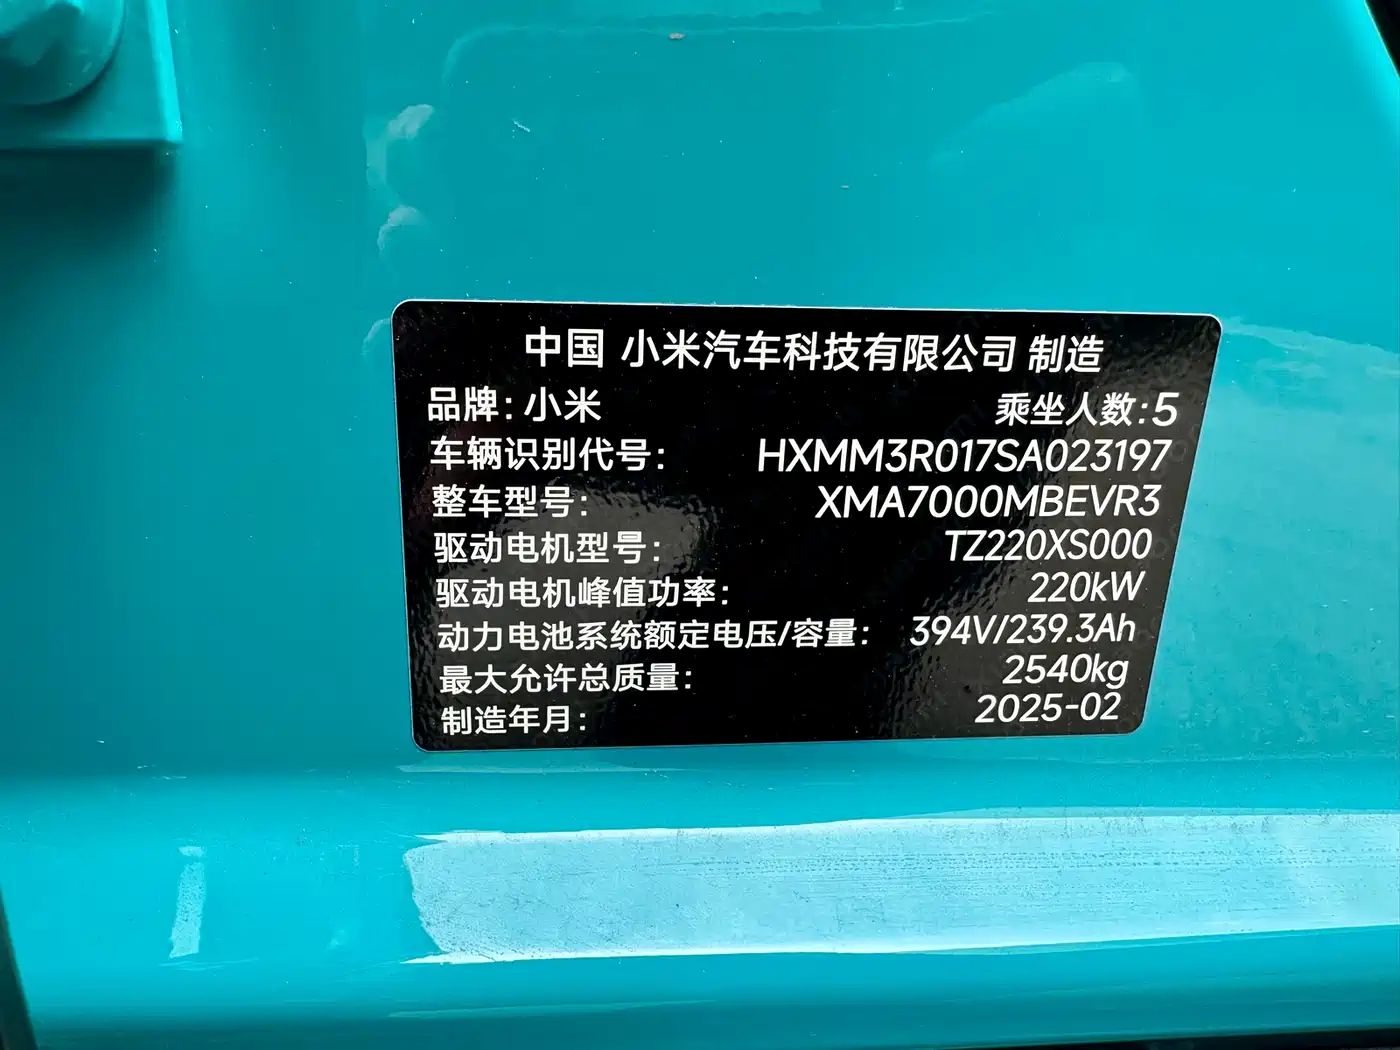 中国 小米汽车科技有限公司 制造
品牌: 小米 乘坐人数:5
车辆识别代号: HXMM3R017SA023197
整车型号: XMA7000MBEVR3
驱动电机型号: TZ220XS000
驱动电机峰值功率: 220kW
动力电池系统额定电压/容量: 394V/239.3Ah
最大允许总质量: 2540kg
制造年月: 2025-02